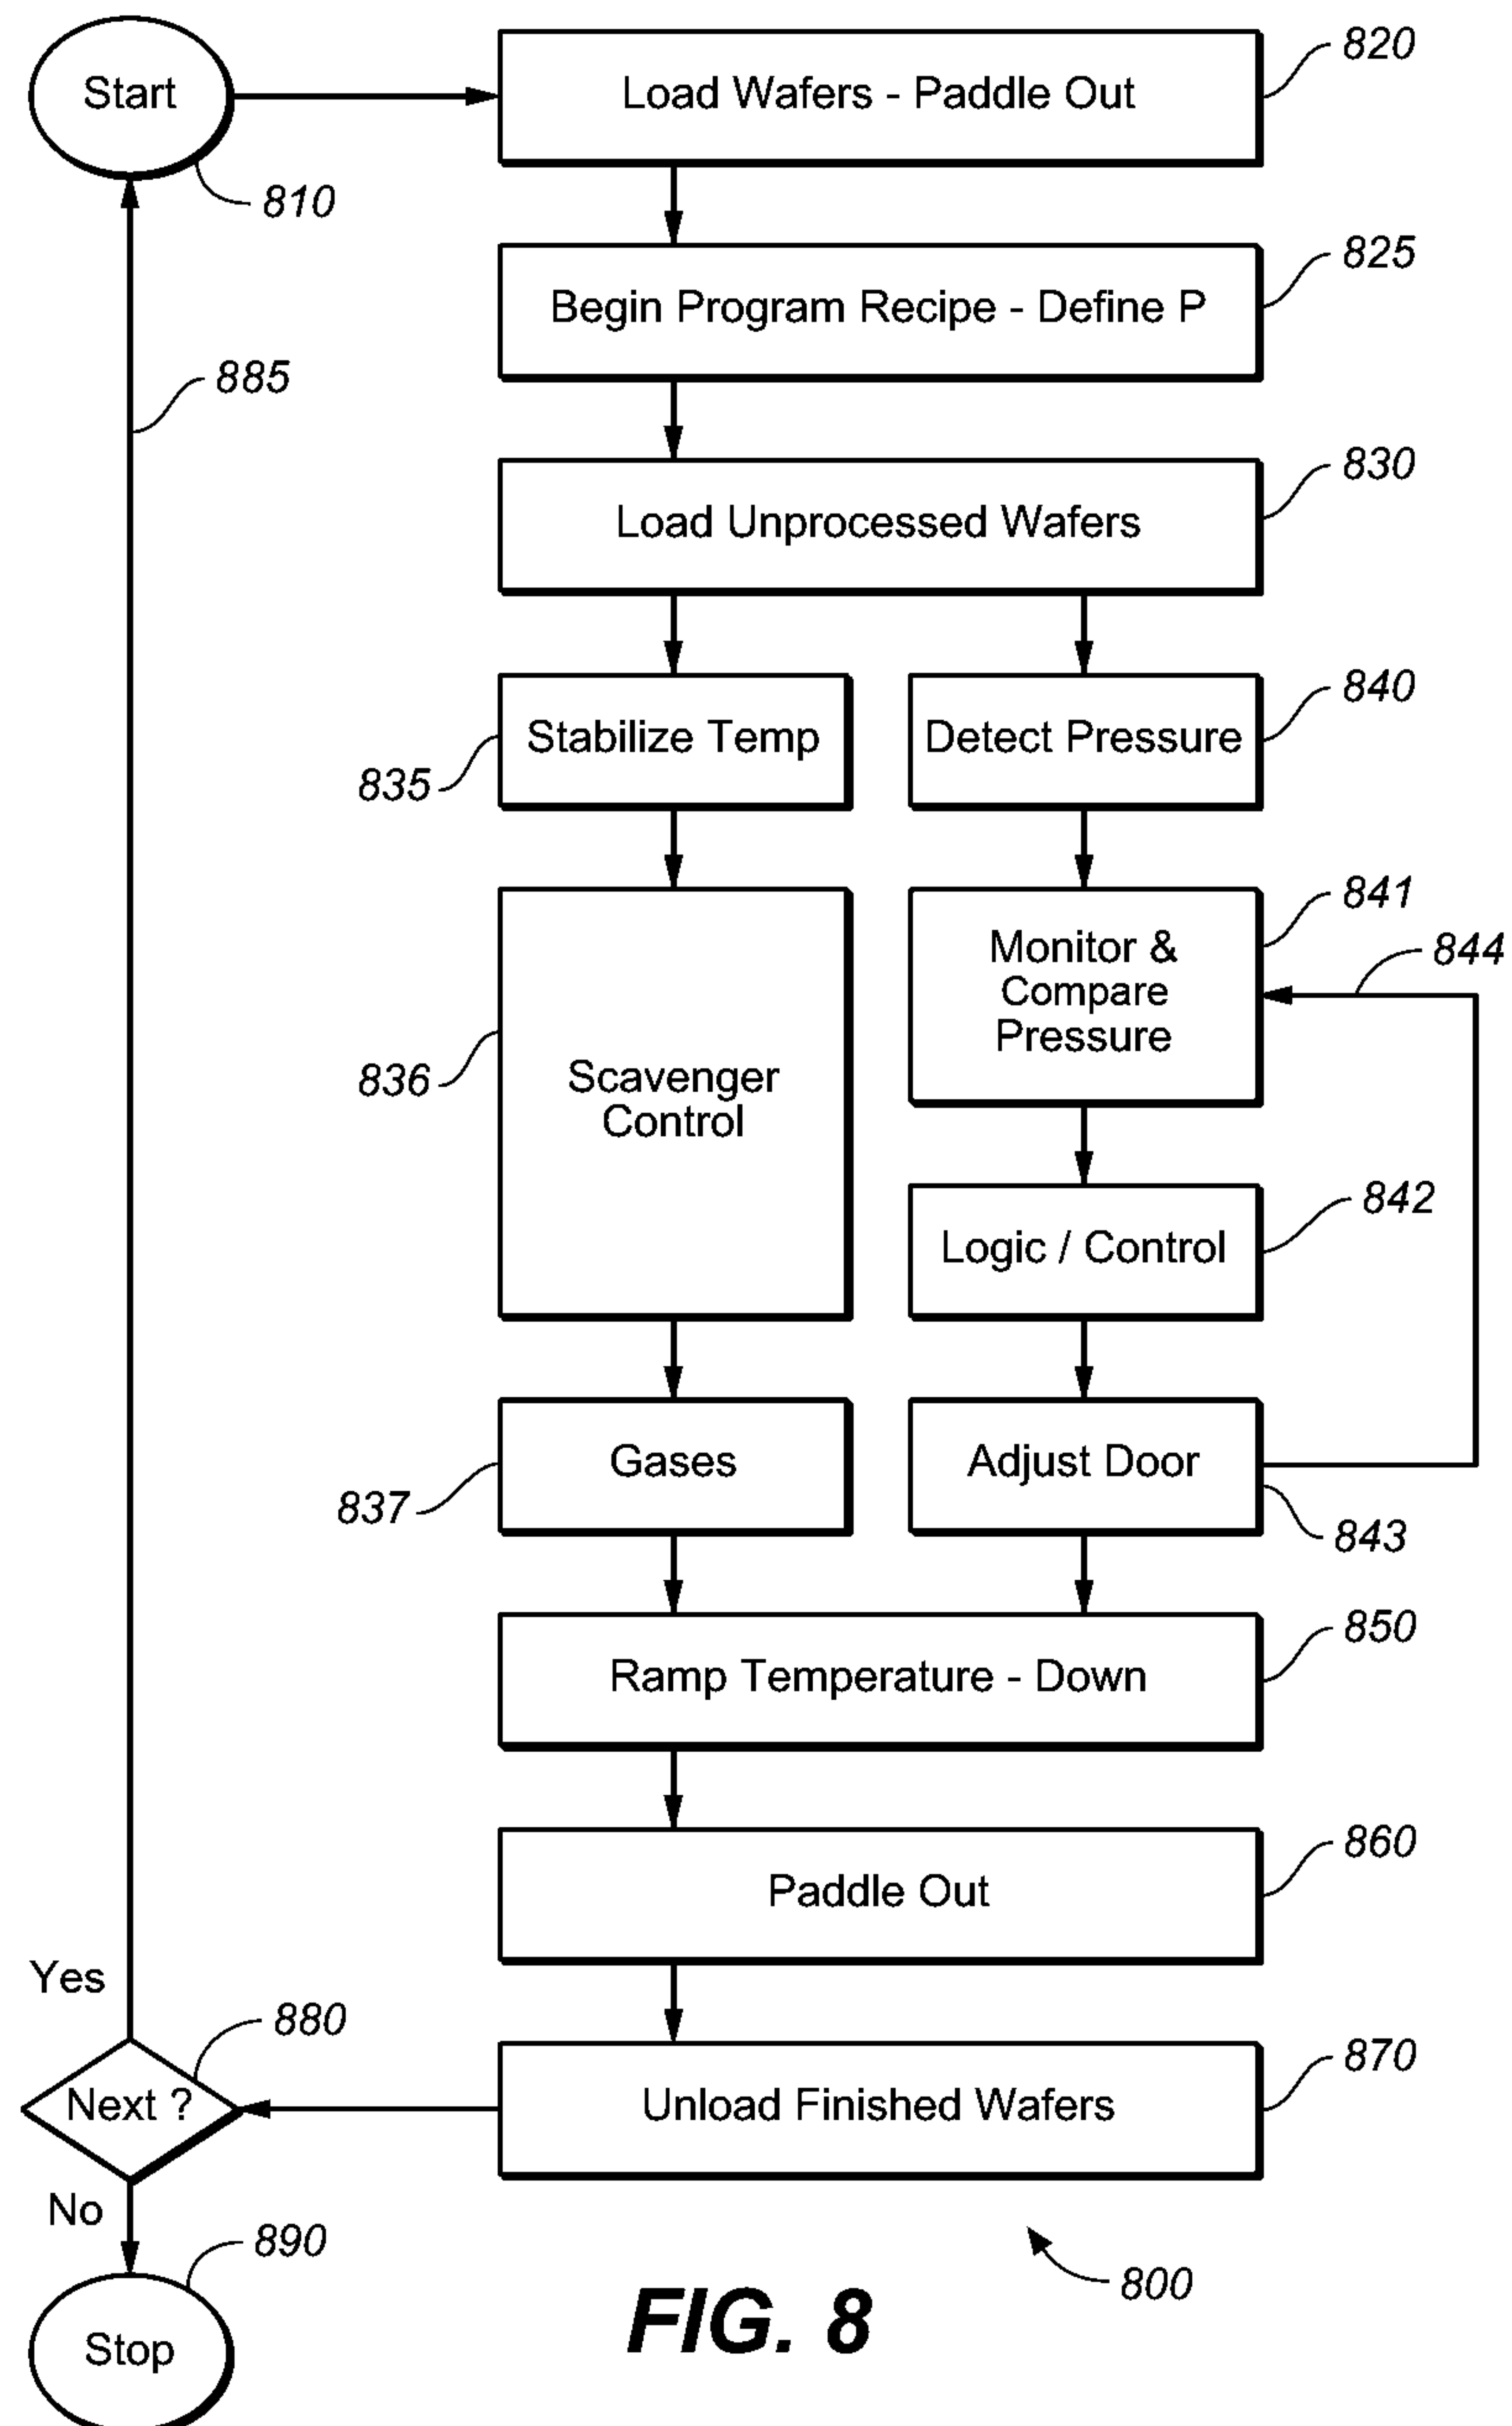 Start
810
Load Wafers - Paddle Out
820
Begin Program Recipe - Define P
825
885
Load Unprocessed Wafers
830
Stabilize Temp
835
Detect Pressure
840
Monitor &
Compare
Pressure
841
844
Scavenger
Control
836
Logic / Control
842
Gases
837
Adjust Door
843
Ramp Temperature - Down
850
Paddle Out
860
Yes
Next ?
880
Unload Finished Wafers
870
No
890
Stop
800
FIG. 8